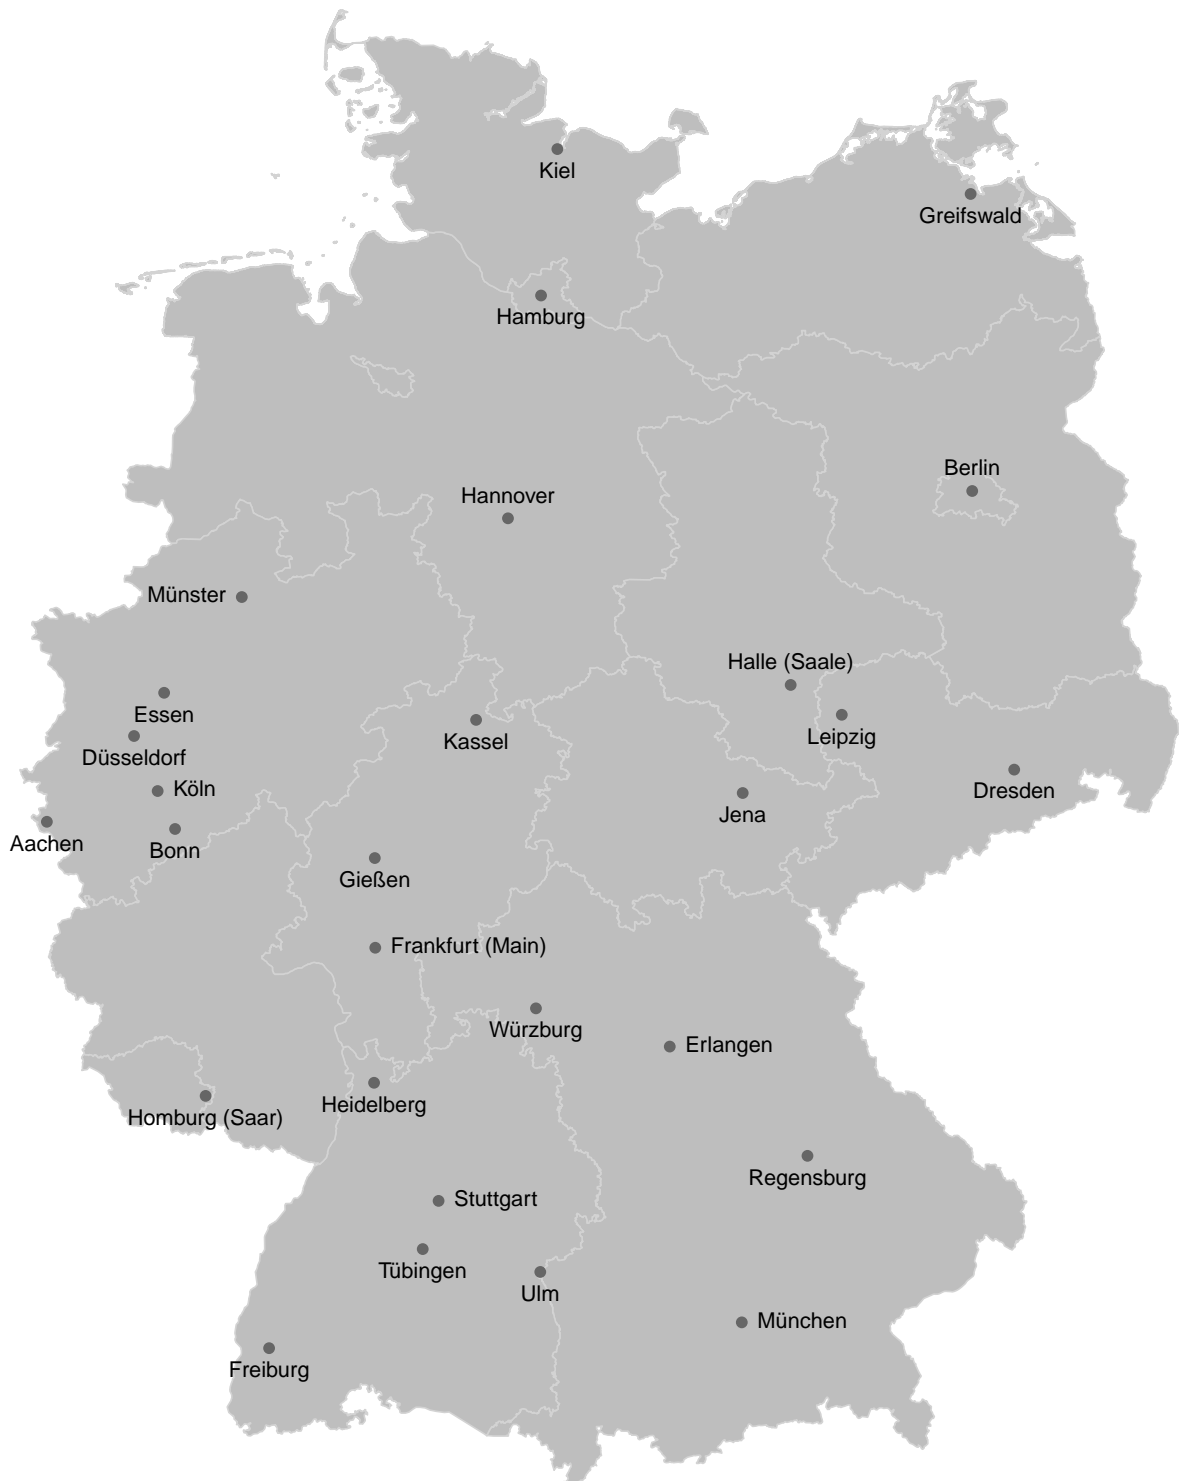 Kiel
Greifswald
Hamburg
Berlin
Hannover
Münster
Halle (Saale)
Essen
Leipzig
Kassel
Düsseldorf
Köln
Dresden
Jena
Aachen
Bonn
Gießen
Frankfurt (Main)
Würzburg
Erlangen
Heidelberg
Homburg (Saar)
Regensburg
Stuttgart
Tübingen
Ulm
München
Freiburg